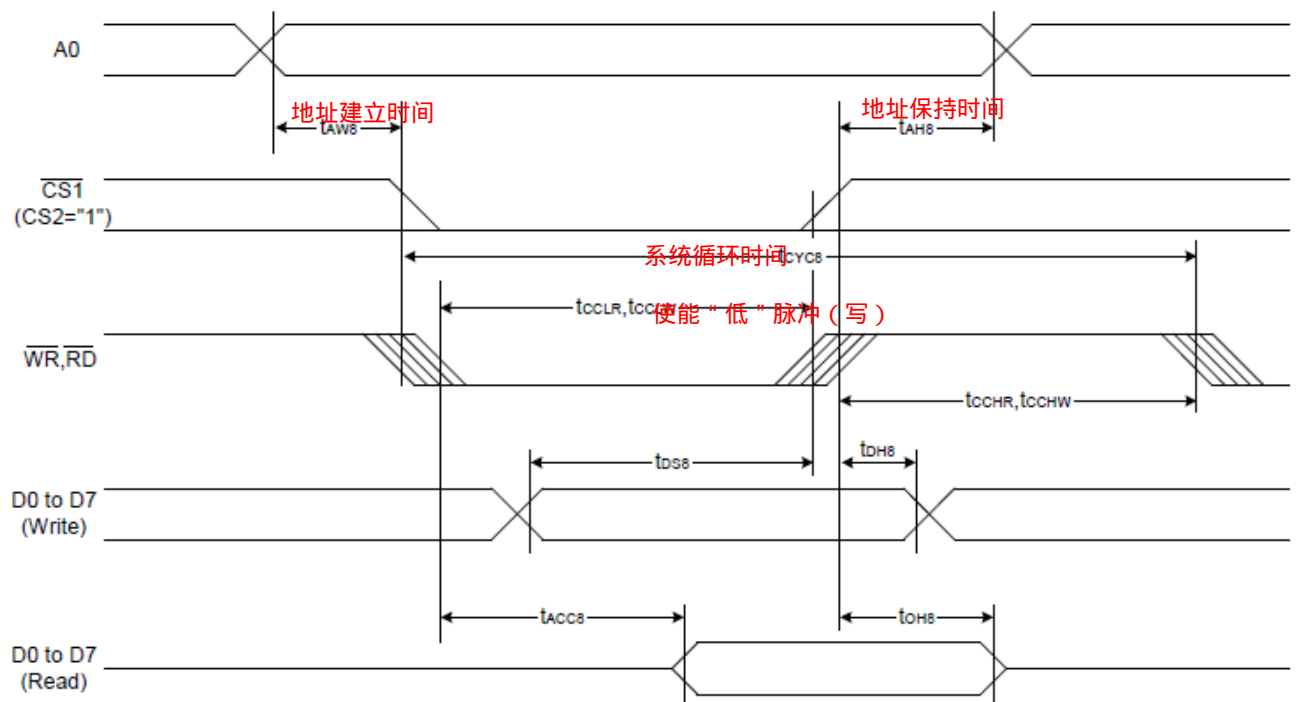 A0
地址建立时间
tAW8
地址保持时间
tAH8
CS1
(CS2="1")
系统循环时间
tCYC8
tCCLR,tCCLW
使能“低”脉冲（写）
WR,RD
tCCHR,tCCHW
tDS8
tDH8
D0 to D7
(Write)
tACC8
tOH8
D0 to D7
(Read)